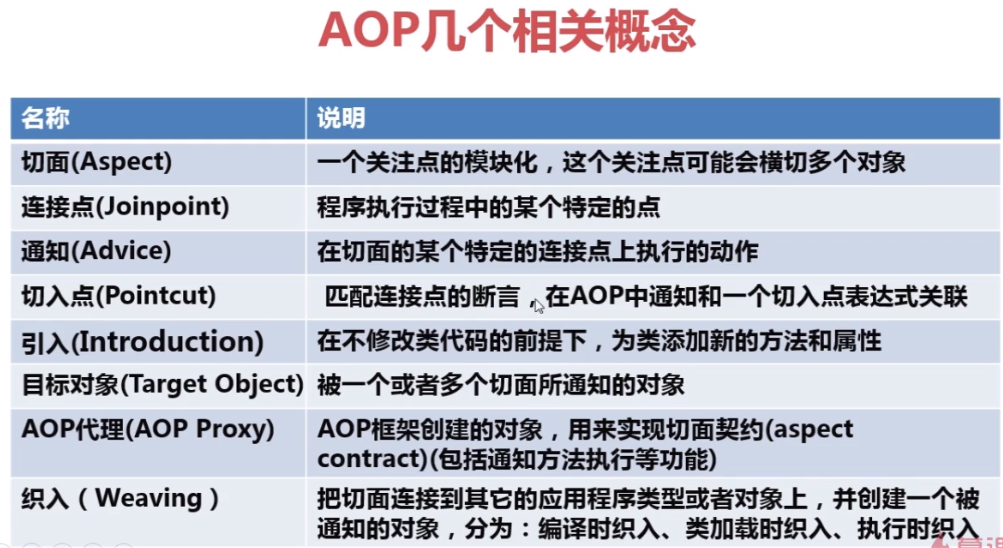 AOP几个相关概念
名称 说明
切面(Aspect) 一个关注点的模块化，这个关注点可能会横切多个对象
连接点(Joinpoint) 程序执行过程中的某个特定的点
通知(Advice) 在切面的某个特定的连接点上执行的动作
切入点(Pointcut) 匹配连接点的断言，在AOP中通知和一个切入点表达式关联
引入(Introduction) 在不修改类代码的前提下，为类添加新的方法和属性
目标对象(Target Object) 被一个或者多个切面所通知的对象
AOP代理(AOP Proxy) AOP框架创建的对象，用来实现切面契约(aspect
contract)(包括通知方法执行等功能)
织入（Weaving） 把切面连接到其它的应用程序类型或者对象上，并创建一个被
通知的对象，分为：编译时织入、类加载时织入、执行时织入